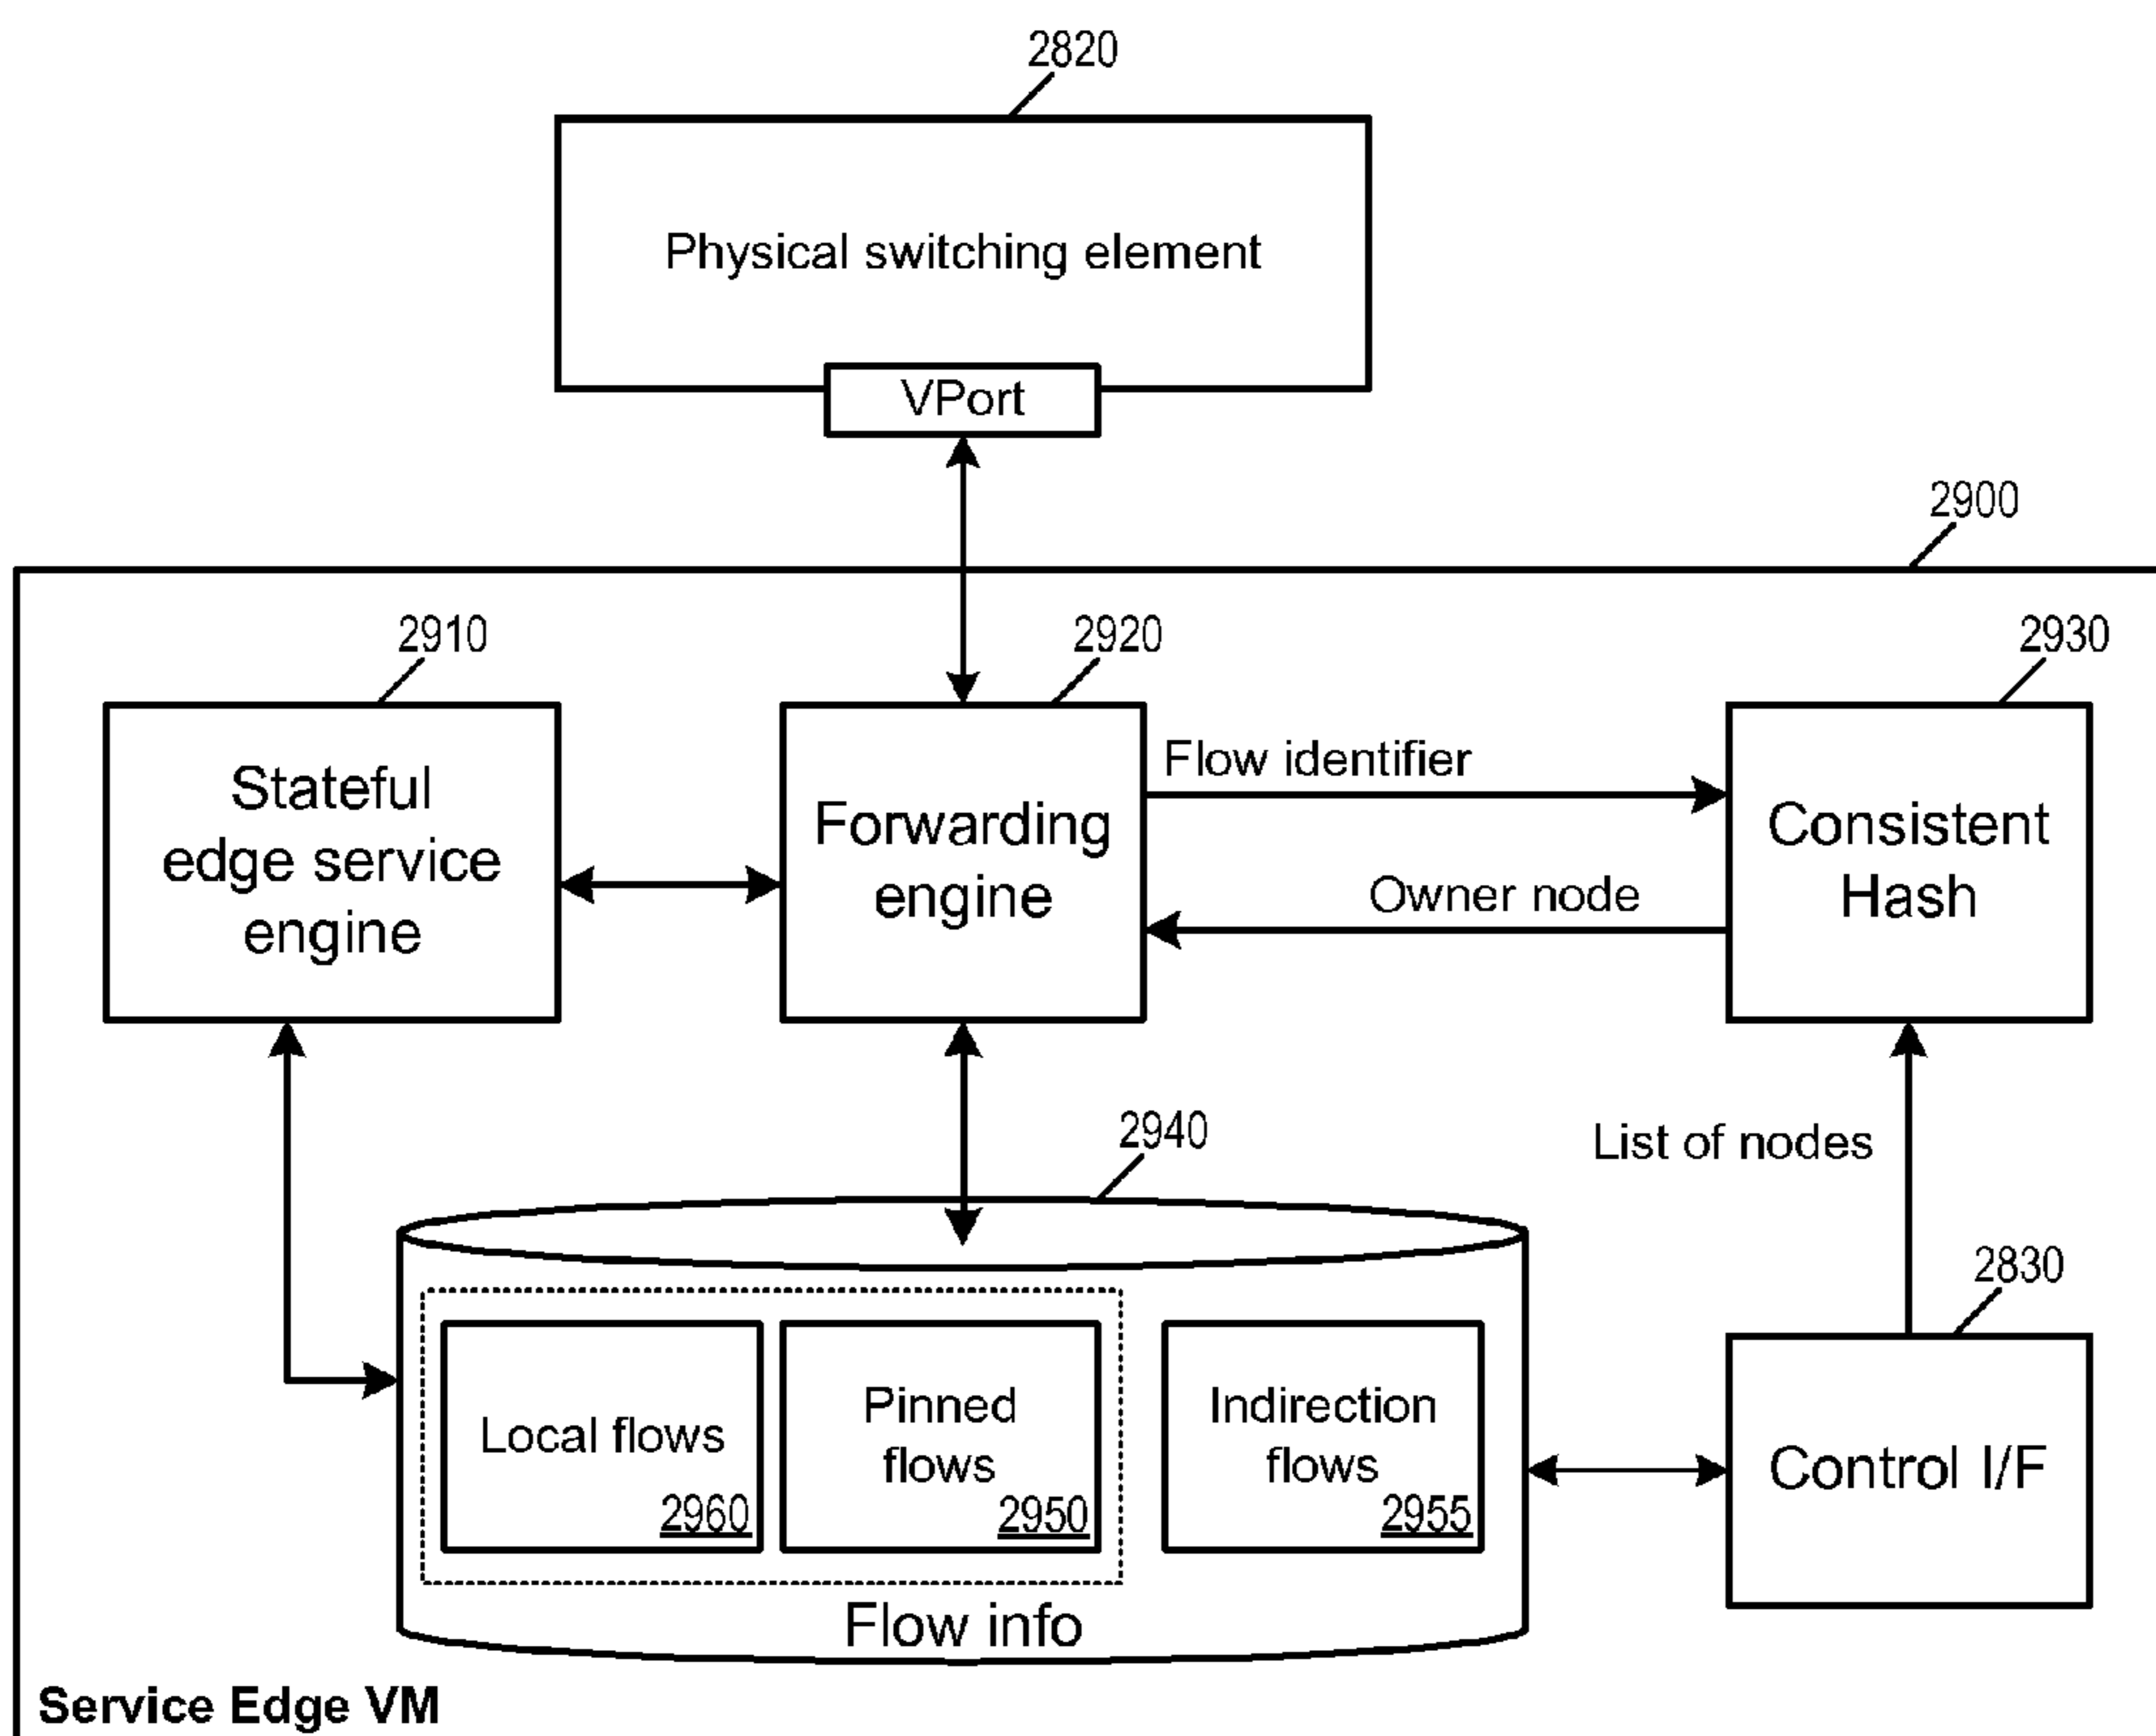 2820
Physical switching element
VPort
2900
2910
2920
2930
Stateful
edge service
engine
Forwarding
engine
Flow identifier
Owner node
Consistent
Hash
2940
List of nodes
2830
Local flows
2960
Pinned
flows
2950
Indirection
flows
2955
Control I/F
Flow info
Service Edge VM